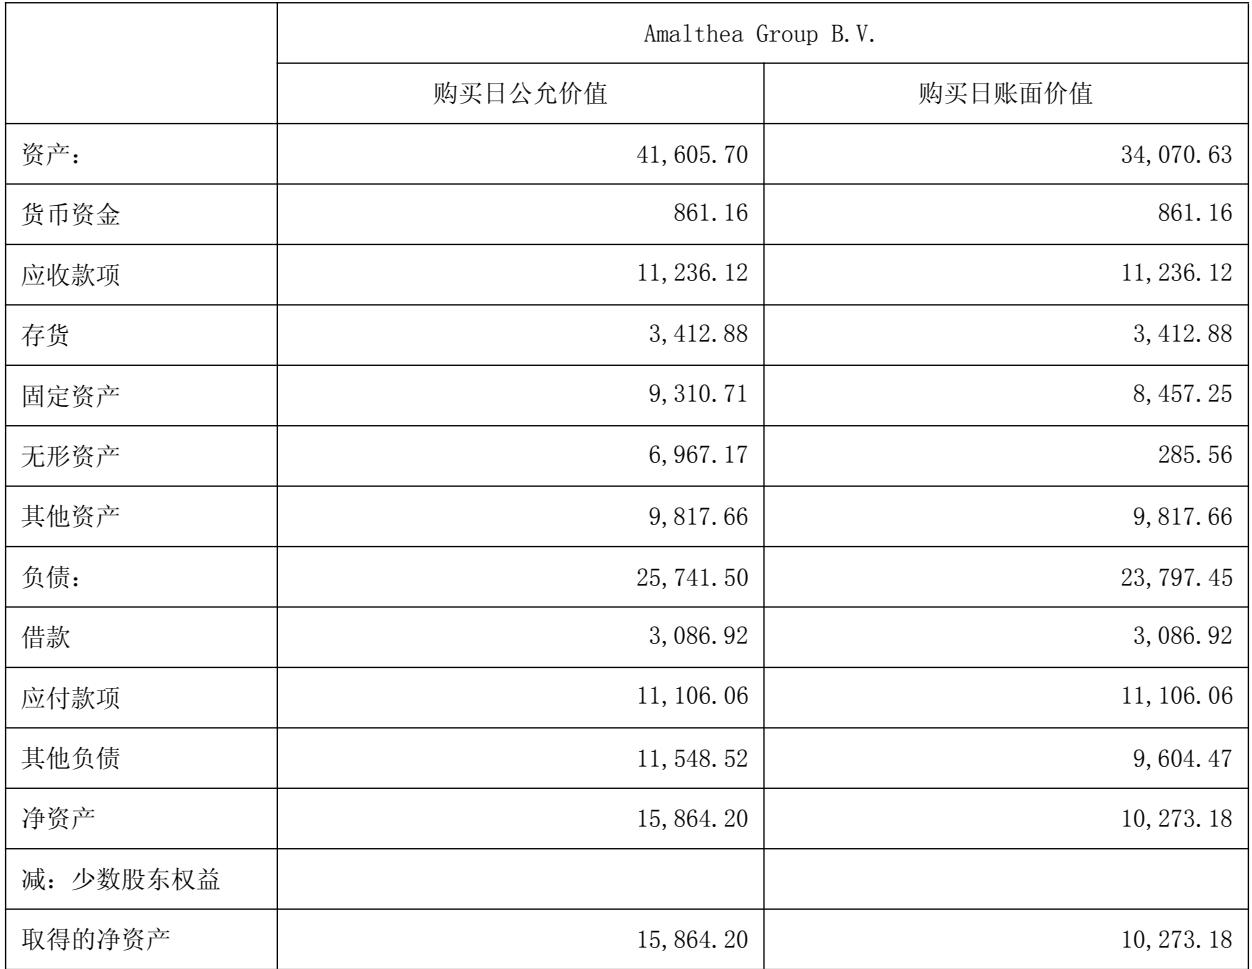 Amalthea Group B.V.
购买日公允价值 购买日账面价值
资产： 41,605.70 34,070.63
货币资金 861.16 861.16
应收款项 11,236.12 11,236.12
存货 3,412.88 3,412.88
固定资产 9,310.71 8,457.25
无形资产 6,967.17 285.56
其他资产 9,817.66 9,817.66
负债： 25,741.50 23,797.45
借款 3,086.92 3,086.92
应付款项 11,106.06 11,106.06
其他负债 11,548.52 9,604.47
净资产 15,864.20 10,273.18
减：少数股东权益
取得的净资产 15,864.20 10,273.18